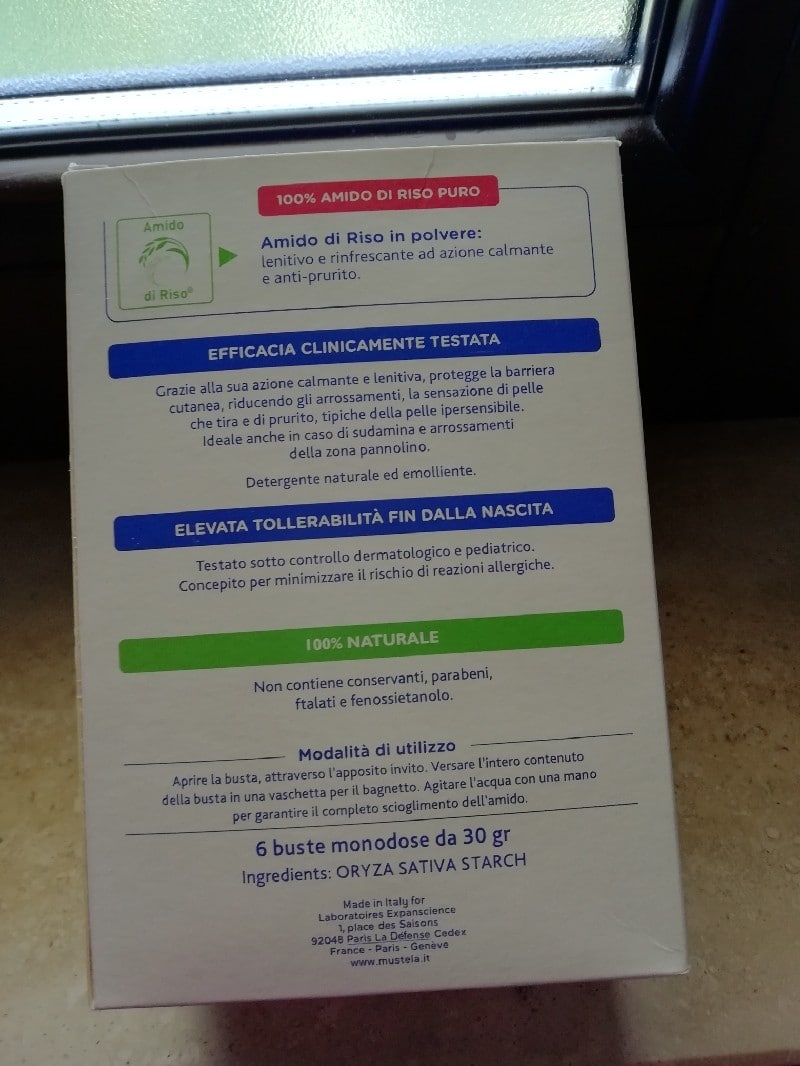 100% AMIDO DI RISO PURO
Amido
di Riso®
Amido di Riso in polvere:
lenitivo e rinfrescante ad azione calmante
e anti-prurito.
EFFICACIA CLINICAMENTE TESTATA
Grazie alla sua azione calmante e lenitiva, protegge la barriera
cutanea, riducendo gli arrossamenti, la sensazione di pelle
che tira e di prurito, tipiche della pelle ipersensibile.
Ideale anche in caso di sudamina e arrossamenti
della zona pannolino.
Detergente naturale ed emolliente.
ELEVATA TOLLERABILITÀ FIN DALLA NASCITA
Testato sotto controllo dermatologico e pediatrico.
Concepito per minimizzare il rischio di reazioni allergiche.
100% NATURALE
Non contiene conservanti, parabeni,
ftalati e fenossietanolo.
Modalità di utilizzo
Aprire la busta, attraverso l'apposito invito. Versare l'intero contenuto
della busta in una vaschetta per il bagnetto. Agitare l'acqua con una mano
per garantire il completo scioglimento dell'amido.
6 buste monodose da 30 gr
Ingredients: ORYZA SATIVA STARCH
Made in Italy for
Laboratoires Expanscience
1, place des Saisons
92048 Paris La Défense Cedex
France - Paris - Genève
www.mustela.it